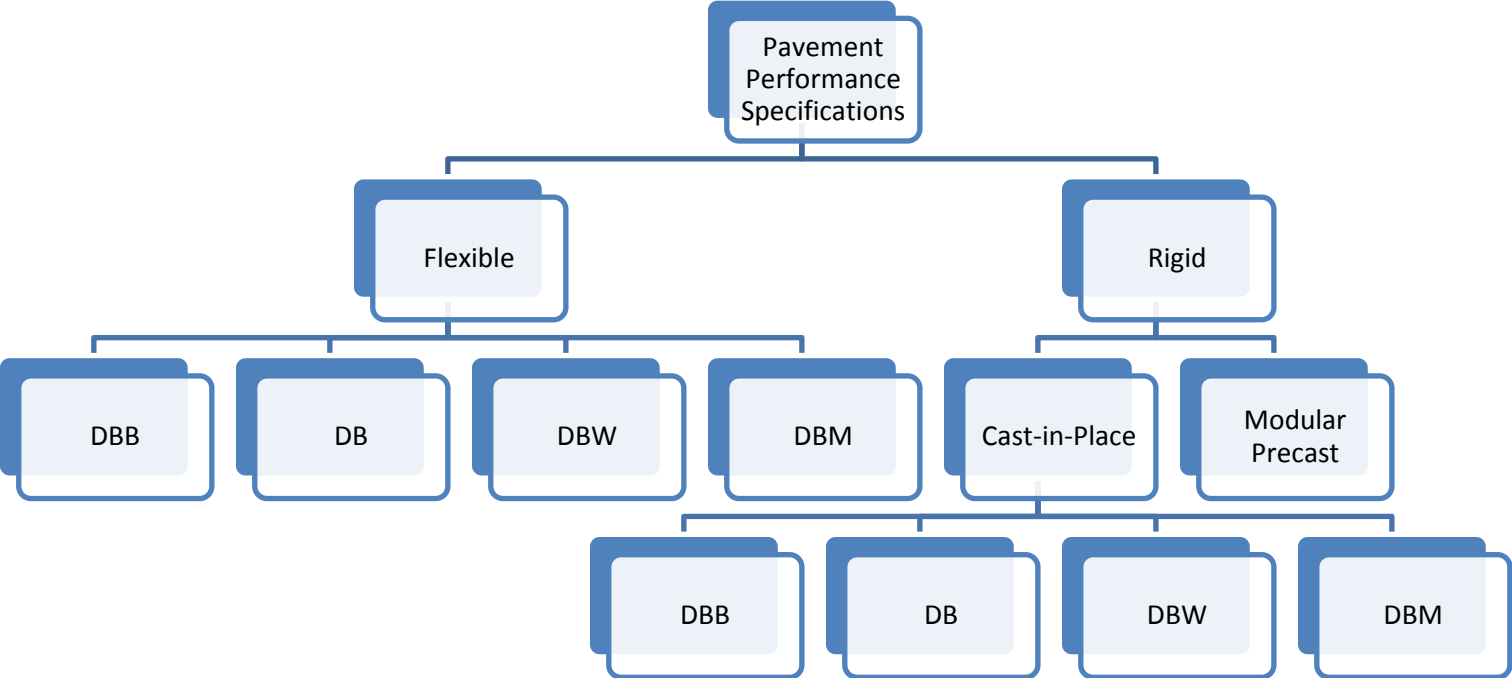 Pavement
Performance
Specifications
Flexible
Rigid
DBB
DB
DBW
DBM
Cast-in-Place
Modular
Precast
DBB
DB
DBW
DBM